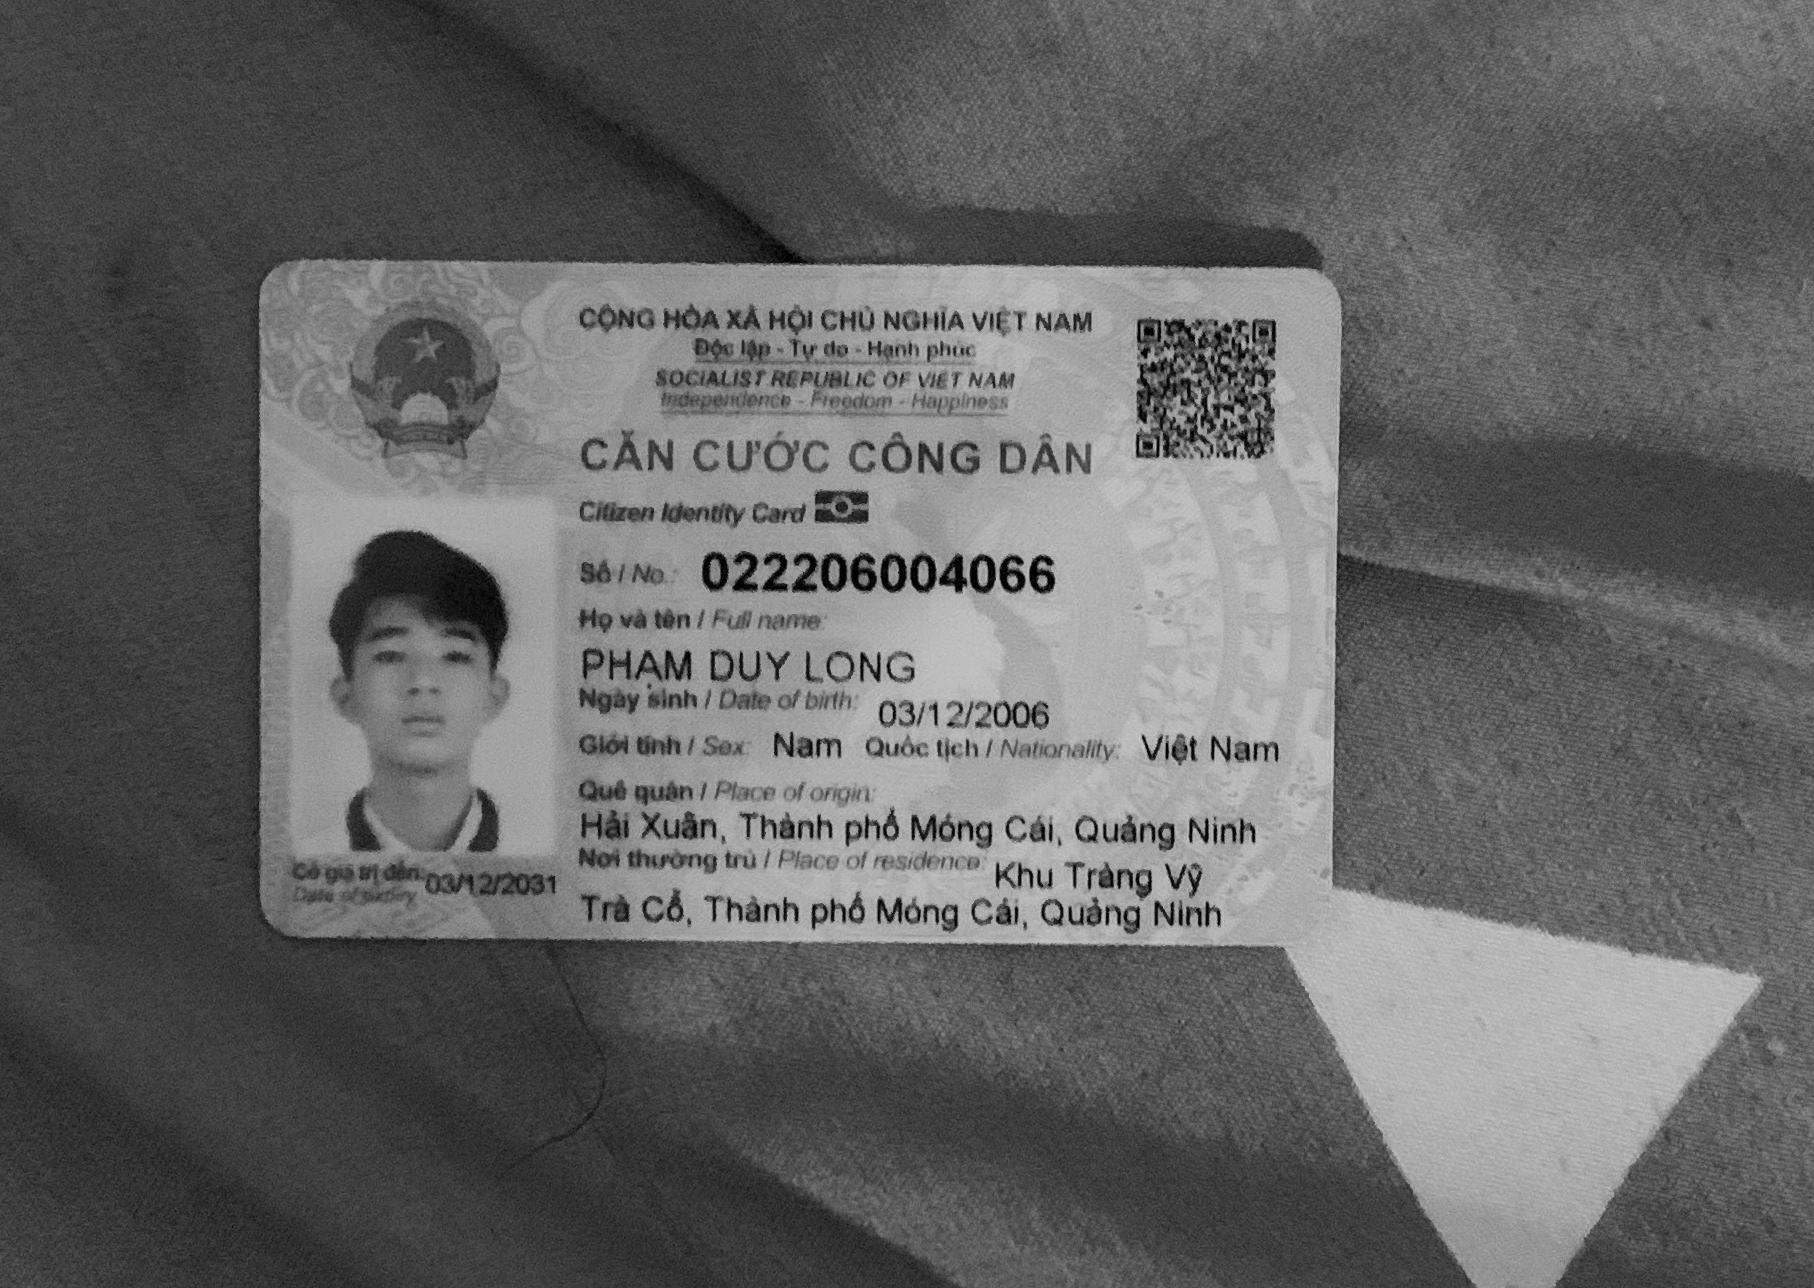 CỘNG HÒA XÃ HỘI CHỦ NGHĨA VIỆT NAM
Độc lập - Tự do - Hạnh phúc
SOCIALIST REPUBLIC OF VIET NAM
Independence - Freedom - Happiness
CĂN CƯỚC CÔNG DÂN
Citizen Identity Card
Số / No.: 022206004066
Họ và tên / Full name:
PHẠM DUY LONG
Ngày sinh / Date of birth: 03/12/2006
Giới tính / Sex: Nam Quốc tịch / Nationality: Việt Nam
Quê quán / Place of origin:
Hải Xuân, Thành phố Móng Cái, Quảng Ninh
Nơi thường trú / Place of residence: Khu Tràng Vỹ
Trà Cổ, Thành phố Móng Cái, Quảng Ninh
Có giá trị đến: 03/12/2031
Date of expiry